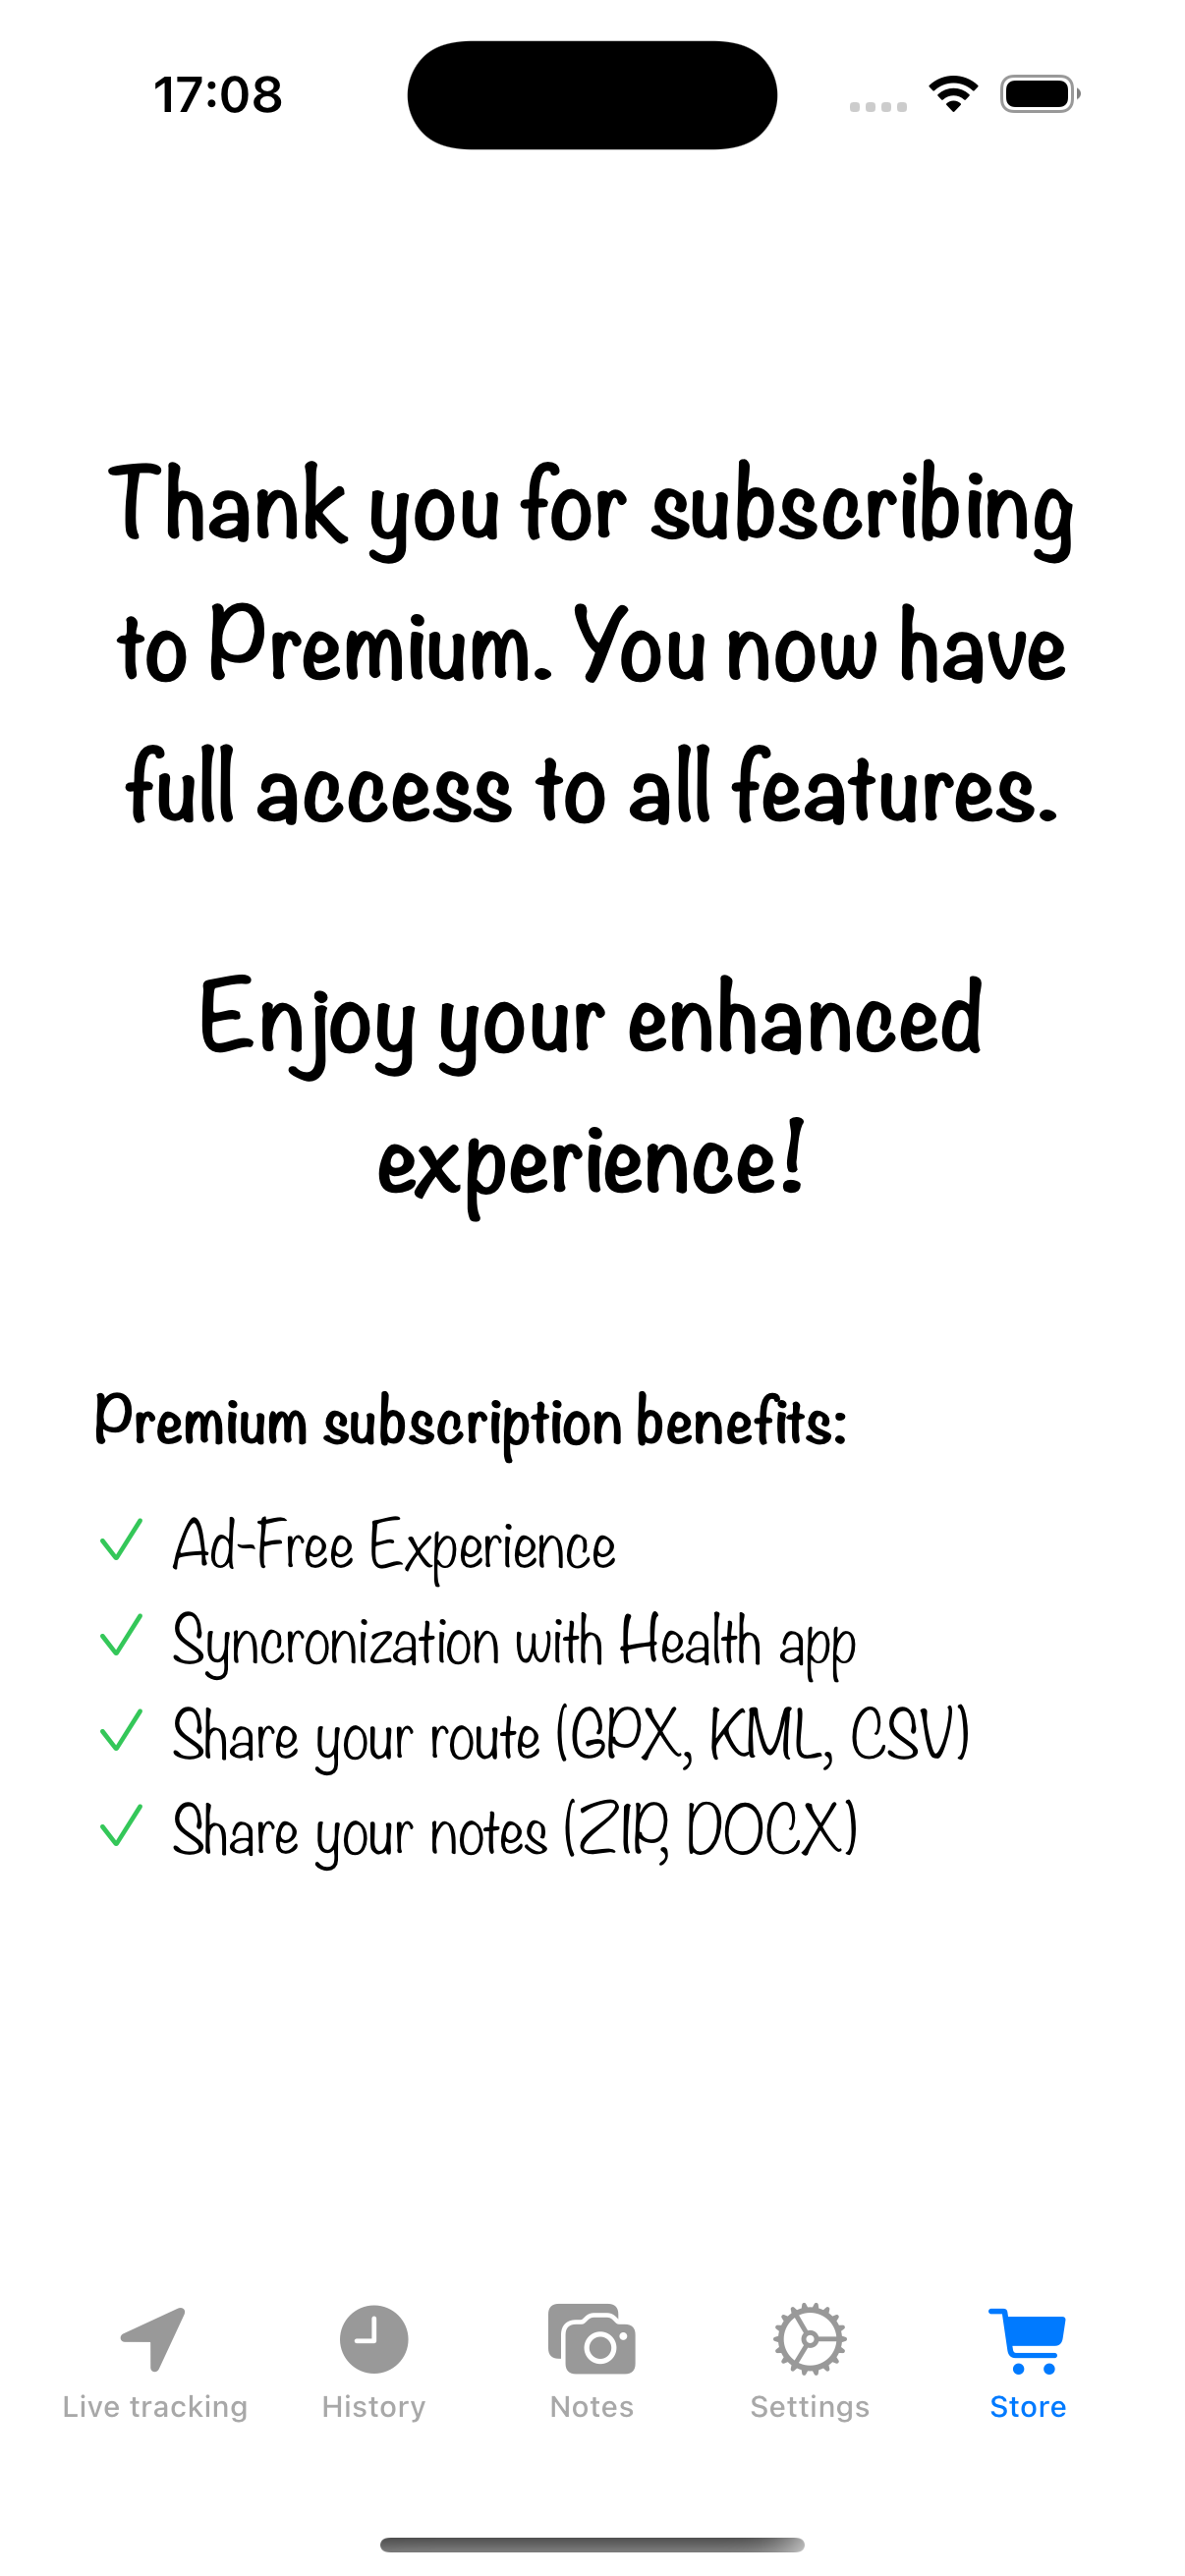 17:08
Thank you for subscribing
to Premium. You now have
full access to all features.
Enjoy your enhanced
experience!
Premium subscription benefits:
Ad-Free Experience
Syncronization with Health app
Share your route (GPX, KML, CSV)
Share your notes (ZIP, DOCX)
Live tracking History Notes Settings Store